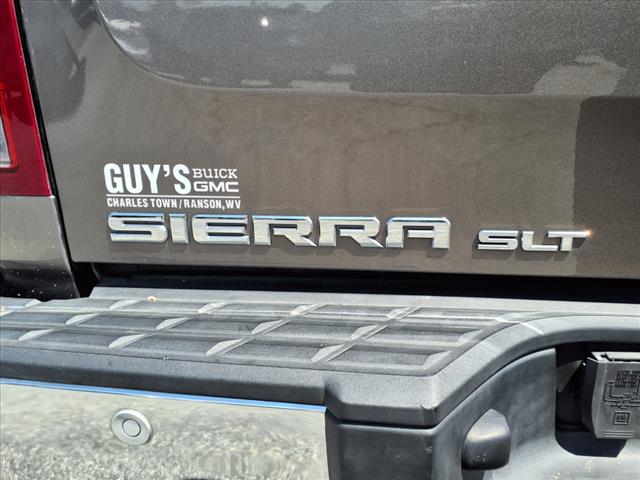 GUY'S BUICK
GMC
CHARLES TOWN/RANSON, WV
SIERRA SLT